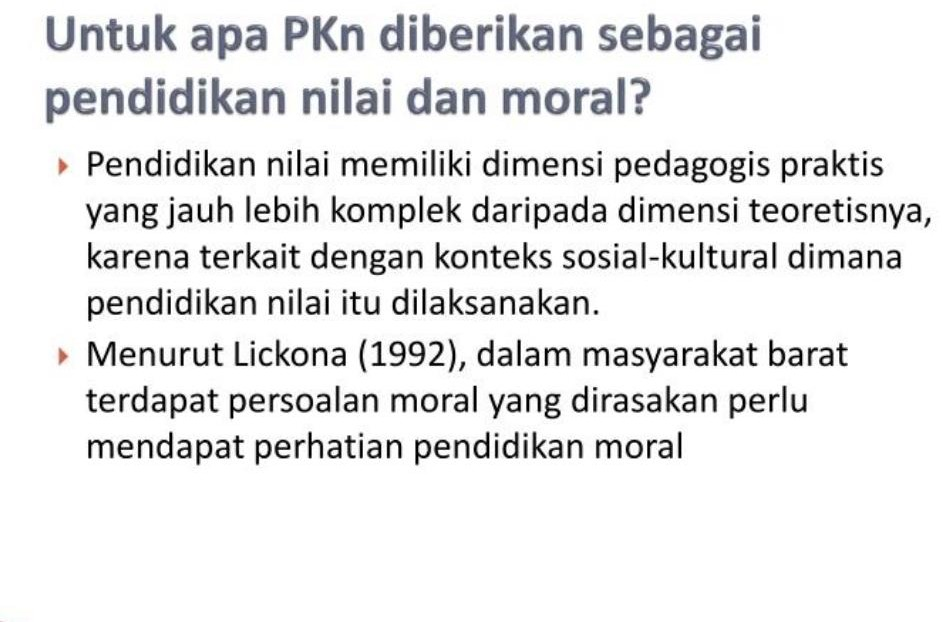 Untuk apa PKn diberikan sebagai
pendidikan nilai dan moral?
Pendidikan nilai memiliki dimensi pedagogis praktis
yang jauh lebih komplek daripada dimensi teoretisnya,
karena terkait dengan konteks sosial-kultural dimana
pendidikan nilai itu dilaksanakan.
Menurut Lickona (1992), dalam masyarakat barat
terdapat persoalan moral yang dirasakan perlu
mendapat perhatian pendidikan moral